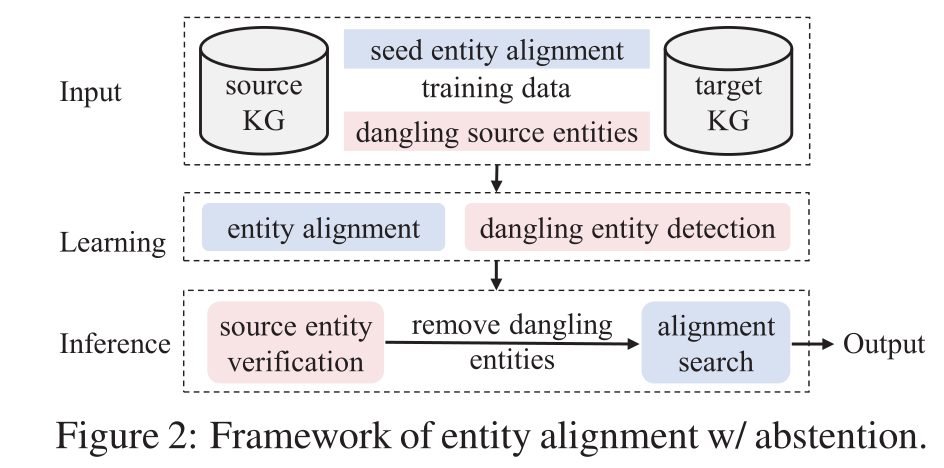 Input
source
KG
seed entity alignment
training data
dangling source entities
target
KG
Learning
entity alignment
dangling entity detection
Inference
source entity
verification
remove dangling
entities
alignment
search
Output
Figure 2: Framework of entity alignment w/ abstention.